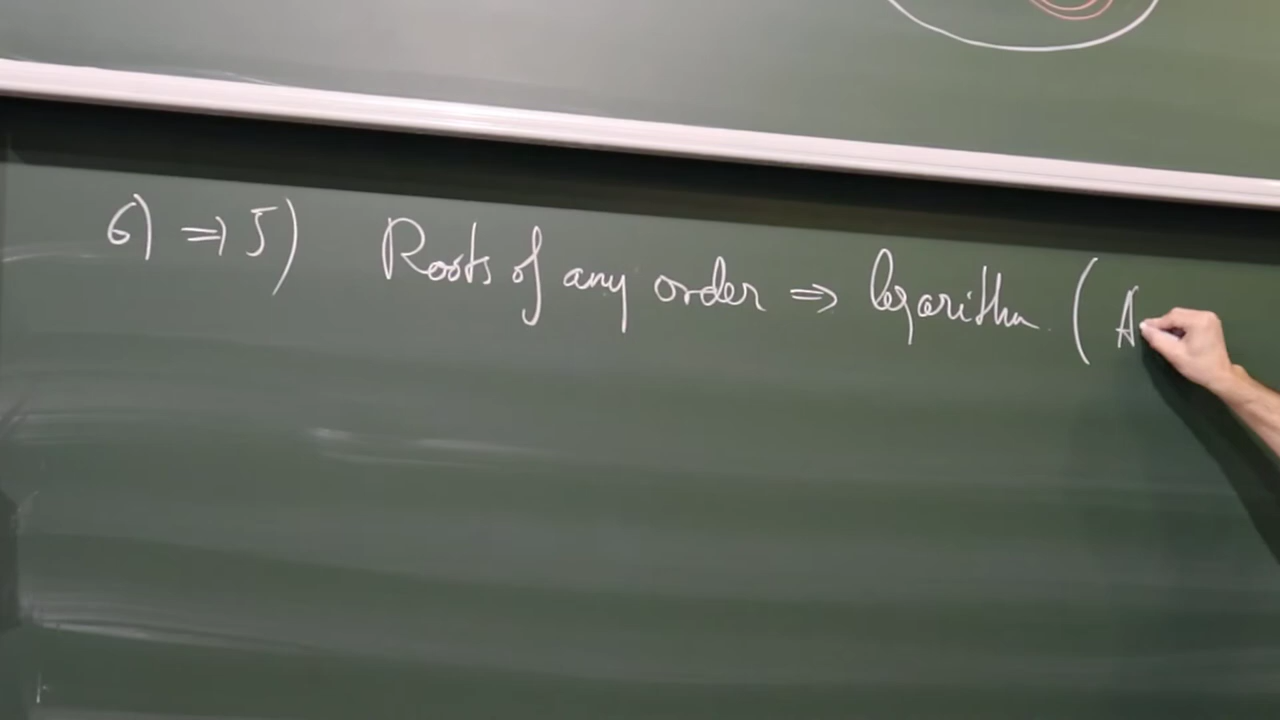 6) ⇒ 5) Roots of any order ⇒ logarithm. ( A